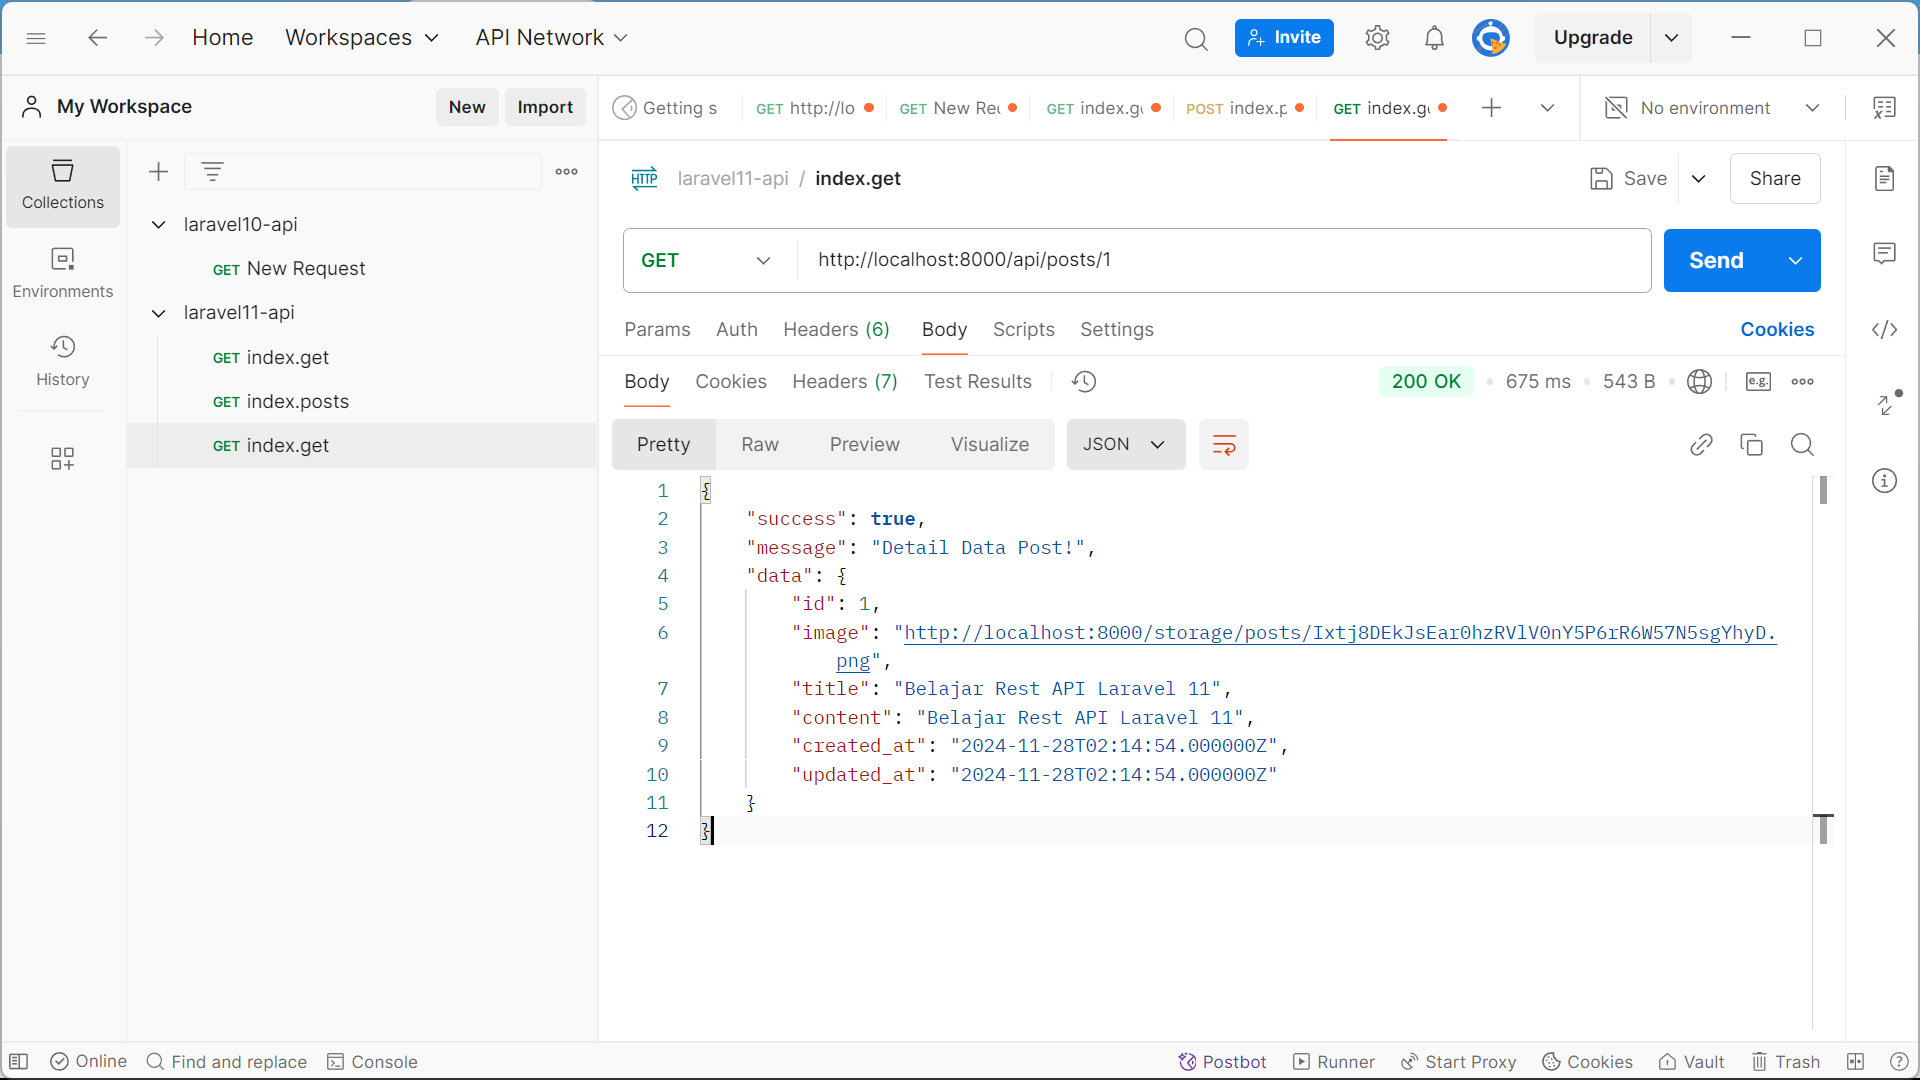 Home Workspaces API Network Invite Upgrade
My Workspace New Import
Getting s GET http://lo GET New Rec GET index.g POST index.p GET index.g No environment
Collections
Environments
History
laravel10-api
GET New Request
laravel11-api
GET index.get
GET index.posts
GET index.get
HTTP laravel11-api / index.get Save Share
GET http://localhost:8000/api/posts/1 Send
Params Auth Headers (6) Body Scripts Settings Cookies
Body Cookies Headers (7) Test Results 200 OK 675 ms 543 B e.g.
Pretty Raw Preview Visualize JSON
1 {
2 "success": true,
3 "message": "Detail Data Post!",
4 "data": {
5 "id": 1,
6 "image": "http://localhost:8000/storage/posts/Ixtj8DEkJsEar0hzRVlV0nY5P6rR6W57N5sgYhyD.
png",
7 "title": "Belajar Rest API Laravel 11",
8 "content": "Belajar Rest API Laravel 11",
9 "created_at": "2024-11-28T02:14:54.000000Z",
10 "updated_at": "2024-11-28T02:14:54.000000Z"
11 }
12 }
Online Find and replace Console Postbot Runner Start Proxy Cookies Vault Trash